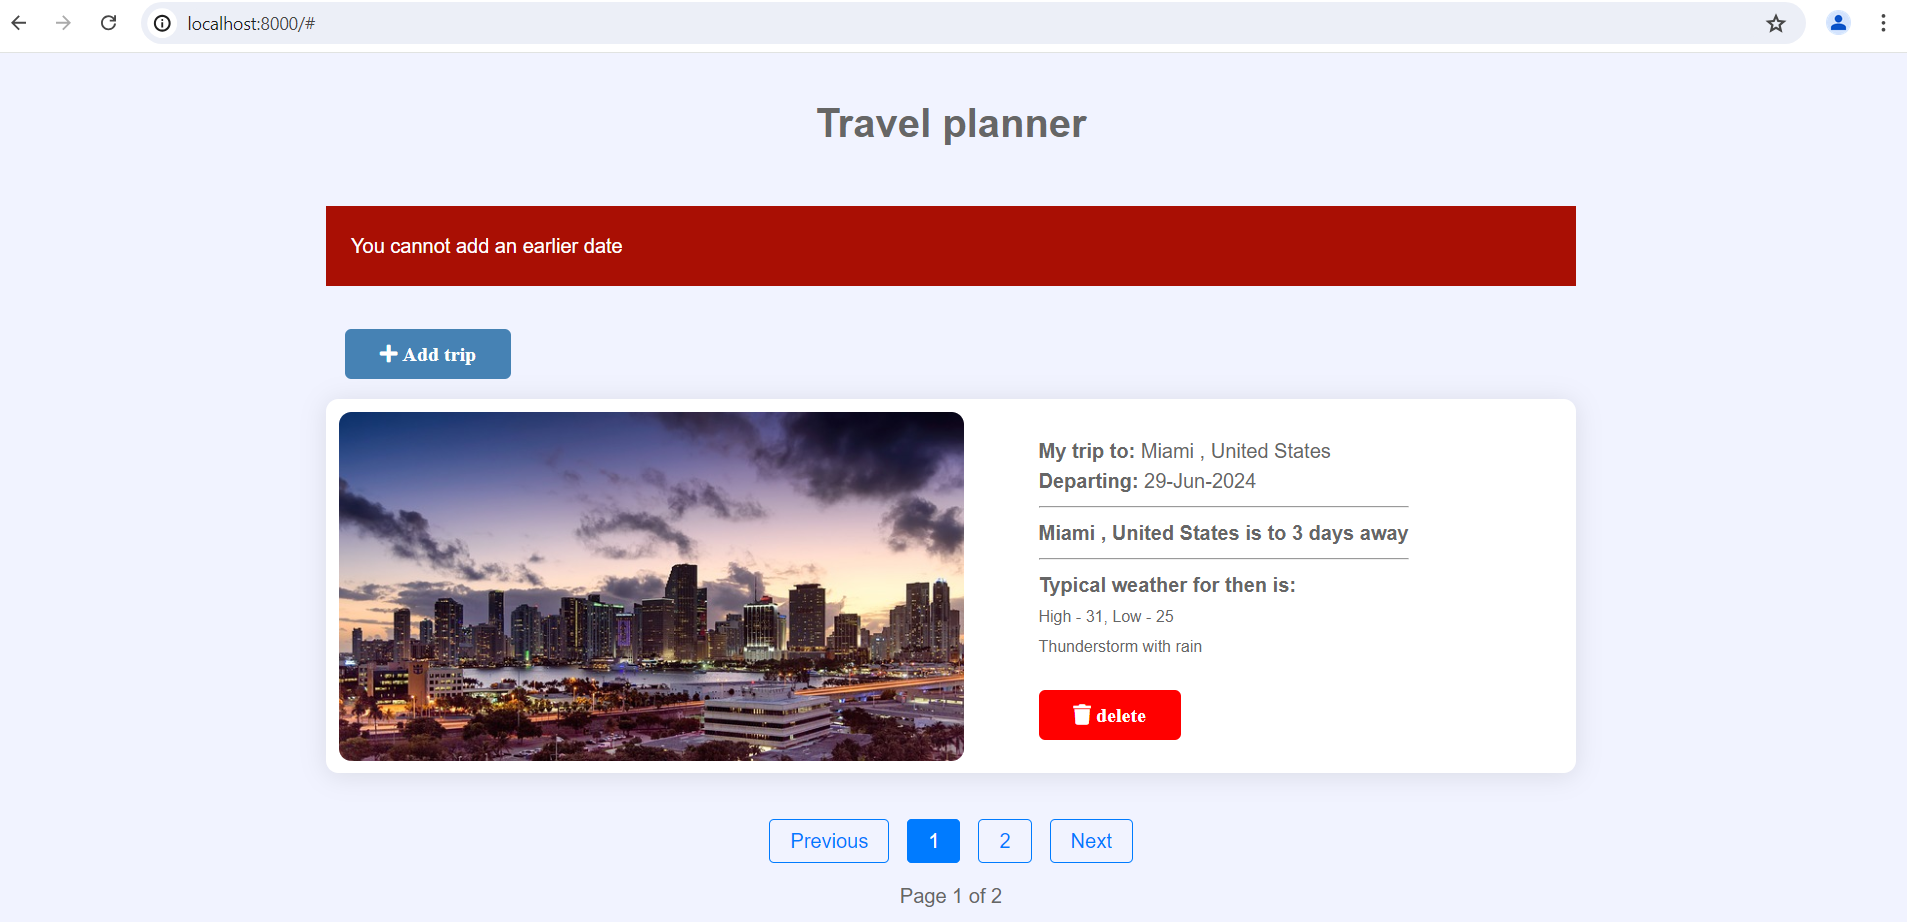 localhost:8000/#
Travel planner
You cannot add an earlier date
Add trip
My trip to: Miami , United States
Departing: 29-Jun-2024
Miami , United States is to 3 days away
Typical weather for then is:
High - 31, Low - 25
Thunderstorm with rain
delete
Previous 1 2 Next
Page 1 of 2